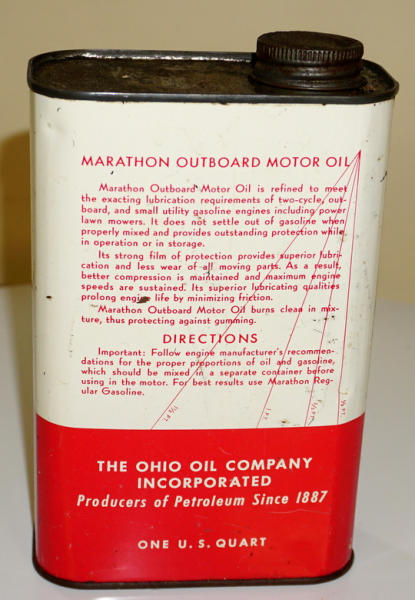 MARATHON OUTBOARD MOTOR OIL
Marathon Outboard Motor Oil is refined to meet
the exacting lubrication requirements of two-cycle, out-
board, and small utility gasoline engines including power
lawn mowers. It does not settle out of gasoline when
properly mixed and provides outstanding protection while
in operation or in storage.
Its strong film of protection provides superior lubri-
cation and less wear of all moving parts. As a result,
better compression is maintained and maximum engine
speeds are sustained. Its superior lubricating qualities
prolong engine life by minimizing friction.
Marathon Outboard Motor Oil burns clean in mix-
ture, thus protecting against gumming.
DIRECTIONS
Important: Follow engine manufacturer's recommen-
dations for the proper proportions of oil and gasoline,
which should be mixed in a separate container before
using in the motor. For best results use Marathon Reg-
ular Gasoline.
1 PT.
THE OHIO OIL COMPANY
INCORPORATED
Producers of Petroleum Since 1887
ONE U. S. QUART